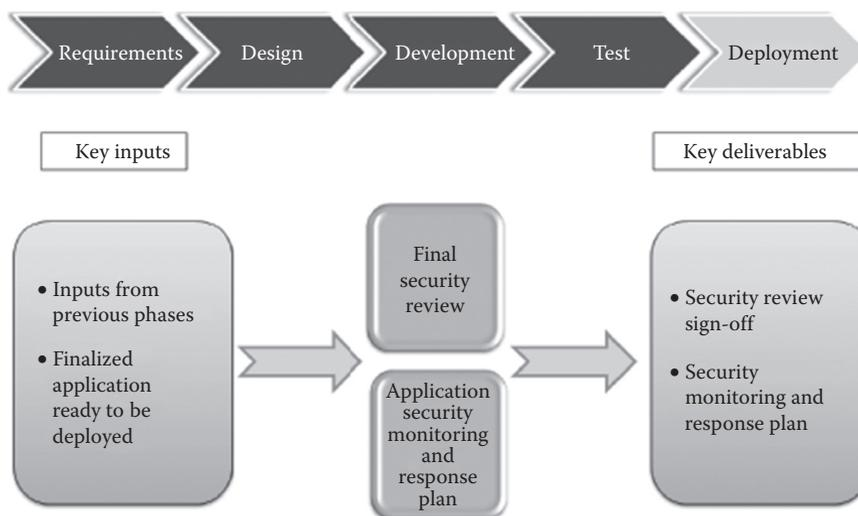 Requirements
Design
Development
Test
Deployment
Key inputs
Key deliverables
• Inputs from
previous phases
• Finalized
application
ready to be
deployed
Final
security
review
Application
security
monitoring
and
response
plan
• Security review
sign-off
• Security
monitoring and
response plan